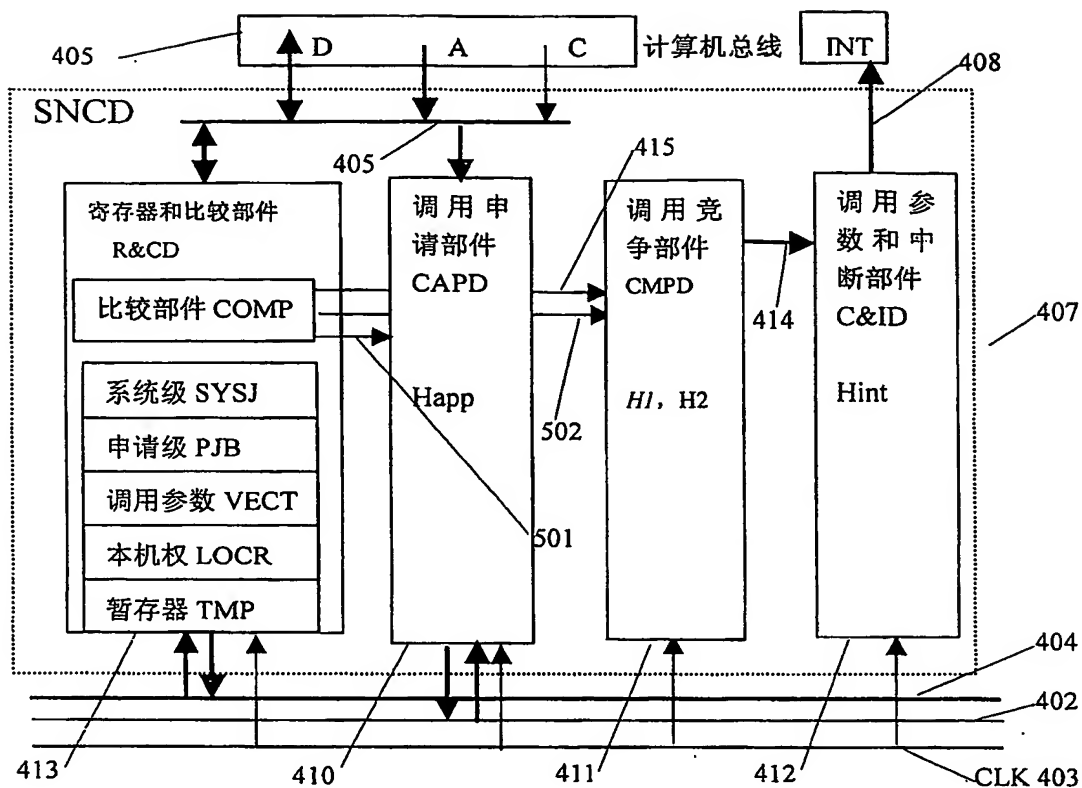 405
D A C
计算机总线
INT
408
SNCD
405
415
寄存器和比较部件
R&CD
比较部件 COMP
系统级 SYSJ
申请级 PJB
调用参数 VECT
本机权 LOCR
暂存器 TMP
调用申
请部件
CAPD
Happ
调用竞
争部件
CMPD
H1, H2
调用参
数和中
断部件
C&ID
Hint
414
407
502
501
404
402
413
410
411
412
CLK 403